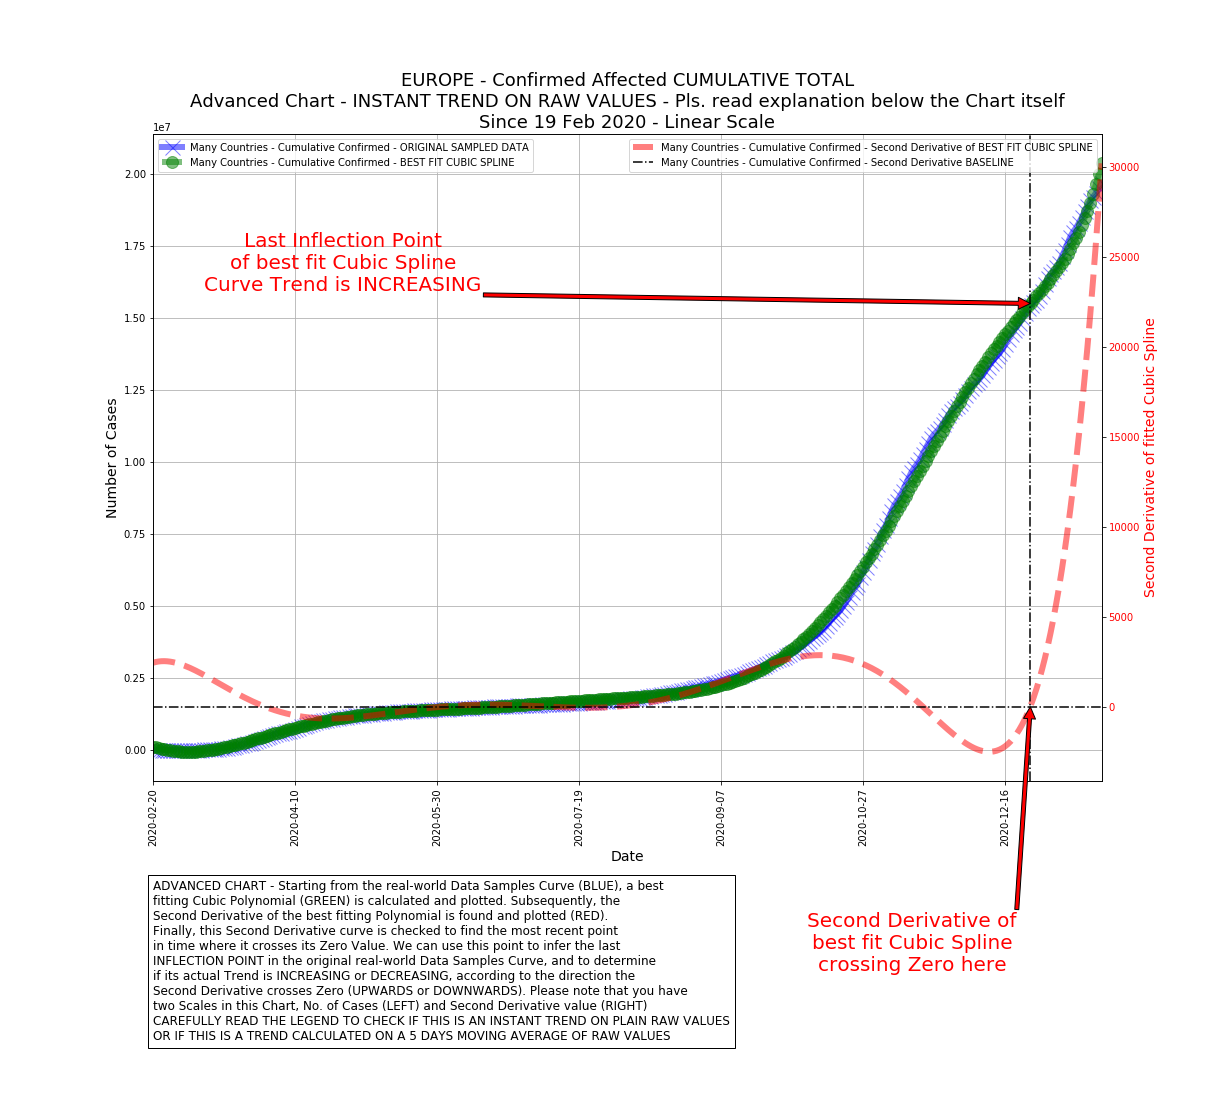 EUROPE - Confirmed Affected CUMULATIVE TOTAL
Advanced Chart - INSTANT TREND ON RAW VALUES - Pls. read explanation below the Chart itself
Since 19 Feb 2020 - Linear Scale
1e7
Many Countries - Cumulative Confirmed - ORIGINAL SAMPLED DATA
Many Countries - Cumulative Confirmed - BEST FIT CUBIC SPLINE
Many Countries - Cumulative Confirmed - Second Derivative of BEST FIT CUBIC SPLINE
Many Countries - Cumulative Confirmed - Second Derivative BASELINE
Last Inflection Point
of best fit Cubic Spline
Curve Trend is INCREASING
Number of Cases
2.00
1.75
1.50
1.25
1.00
0.75
0.50
0.25
0.00
30000
25000
20000
15000
10000
5000
0
Second Derivative of fitted Cubic Spline
2020-02-20
2020-04-10
2020-05-30
2020-07-19
2020-09-07
2020-10-27
2020-12-16
Date
Second Derivative of
best fit Cubic Spline
crossing Zero here
ADVANCED CHART - Starting from the real-world Data Samples Curve (BLUE), a best
fitting Cubic Polynomial (GREEN) is calculated and plotted. Subsequently, the
Second Derivative of the best fitting Polynomial is found and plotted (RED).
Finally, this Second Derivative curve is checked to find the most recent point
in time where it crosses its Zero Value. We can use this point to infer the last
INFLECTION POINT in the original real-world Data Samples Curve, and to determine
if its actual Trend is INCREASING or DECREASING, according to the direction the
Second Derivative crosses Zero (UPWARDS or DOWNWARDS). Please note that you have
two Scales in this Chart, No. of Cases (LEFT) and Second Derivative value (RIGHT)
CAREFULLY READ THE LEGEND TO CHECK IF THIS IS AN INSTANT TREND ON PLAIN RAW VALUES
OR IF THIS IS A TREND CALCULATED ON A 5 DAYS MOVING AVERAGE OF RAW VALUES